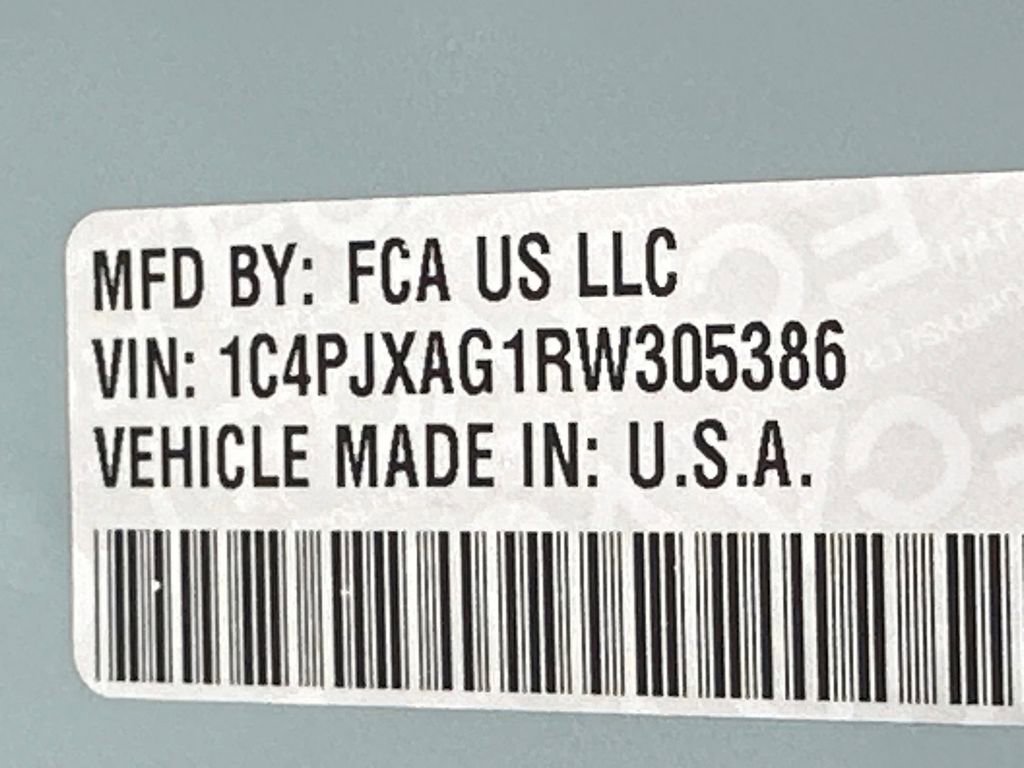 MFD BY: FCA US LLC
VIN: 1C4PJXAG1RW305386
VEHICLE MADE IN: U.S.A.